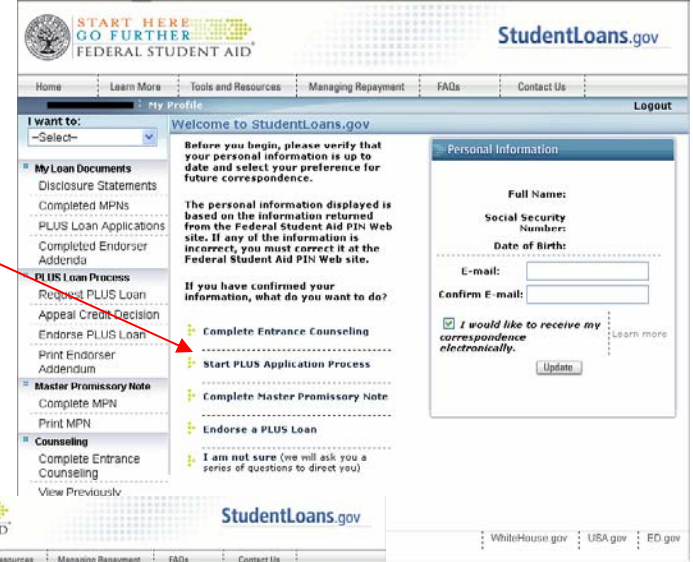 START HERE
GO FURTHER
FEDERAL STUDENT AID
StudentLoans.gov
Home Learn More Tools and Resources Managing Repayment FAQs Contact Us
My Profile Logout
I want to:
–Select–
My Loan Documents
Disclosure Statements
Completed MPNs
PLUS Loan Applications
Completed Endorser
Addenda
PLUS Loan Process
Request PLUS Loan
Appeal Credit Decision
Endorse PLUS Loan
Print Endorser
Addendum
Master Promissory Note
Complete MPN
Print MPN
Counseling
Complete Entrance
Counseling
View Previously
Welcome to StudentLoans.gov
Before you begin, please verify that
your personal information is up to
date and select your preference for
future correspondence.
The personal information displayed is
based on the information returned
from the Federal Student Aid PIN Web
site. If any of the information is
incorrect, you must correct it at the
Federal Student Aid PIN Web site.
If you have confirmed your
information, what do you want to do?
Complete Entrance Counseling
Start PLUS Application Process
Complete Master Promissory Note
Endorse a PLUS Loan
I am not sure (we will ask you a
series of questions to direct you)
Personal Information
Full Name:
Social Security
Number:
Date of Birth:
E-mail:
Confirm E-mail:
I would like to receive my
correspondence
electronically.
Learn more
Update
StudentLoans.gov
Managing Repayment FAQs Contact Us
WhiteHouse.gov USA.gov ED.gov